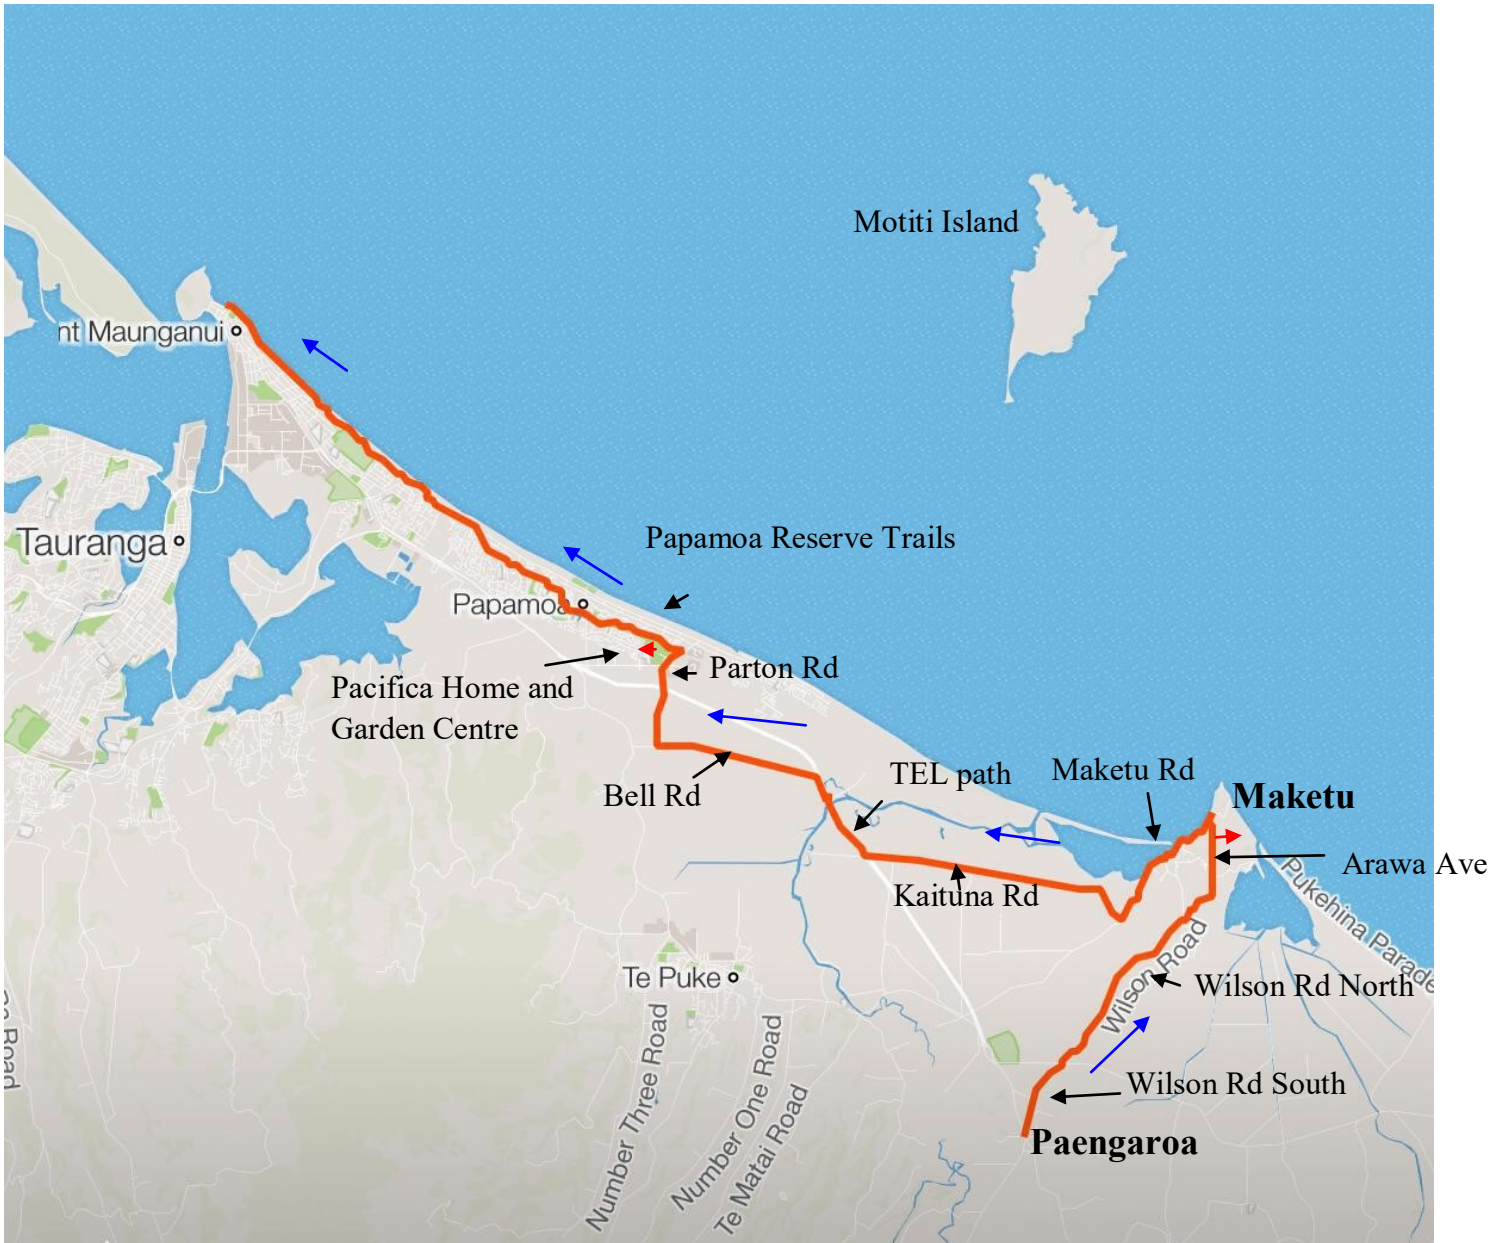 Motiti Island
nt Maunganui
Papamoa Reserve Trails
Tauranga
Papamoa
Parton Rd
Pacifica Home and
Garden Centre
TEL path
Maketu Rd
Maketu
Bell Rd
Arawa Ave
Kaituna Rd
Pukehina Parade
Wilson Road
Te Puke
Wilson Rd North
Number Three Road
Number One Road
Te Matai Road
Wilson Rd South
Paengaroa
Road